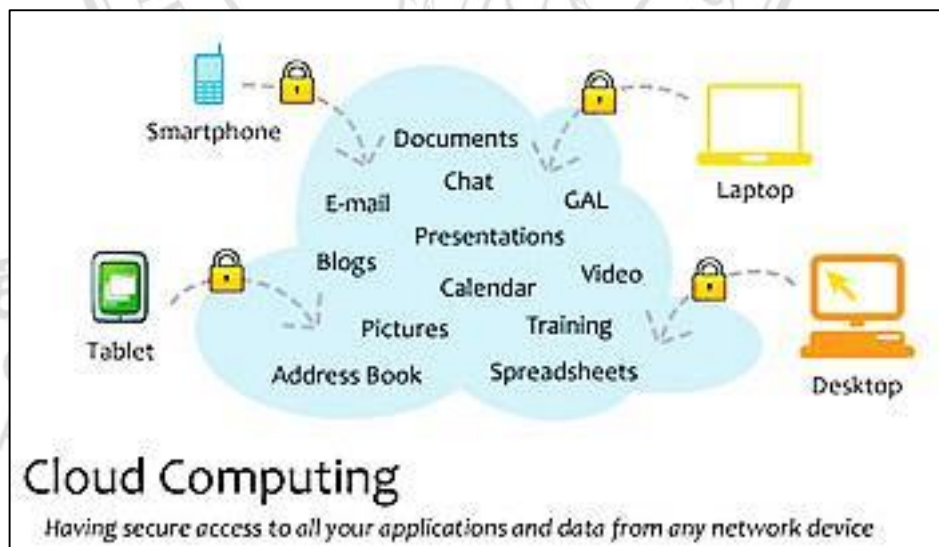 Smartphone
Documents
Chat
E-mail
GAL
Laptop
Presentations
Blogs
Video
Calendar
Tablet
Pictures
Training
Address Book
Spreadsheets
Desktop
Cloud Computing
Having secure access to all your applications and data from any network device